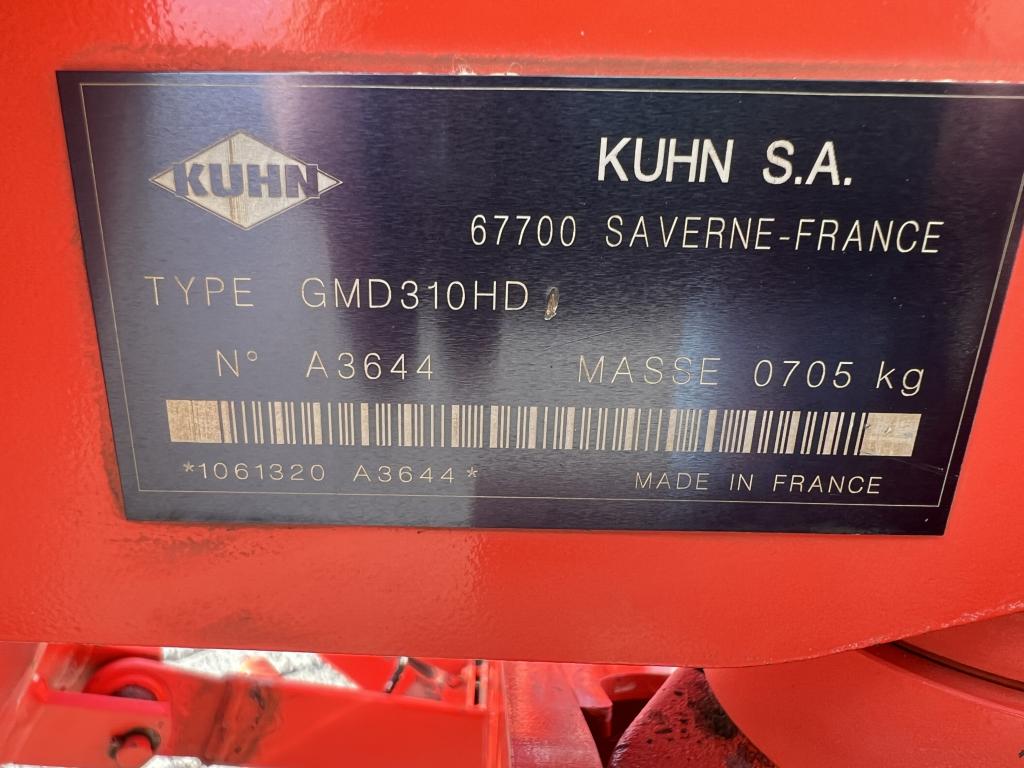 KUHN
KUHN S.A.
67700 SAVERNE-FRANCE
TYPE GMD310HD
N° A3644 MASSE 0705 kg
*1061320 A3644*
MADE IN FRANCE